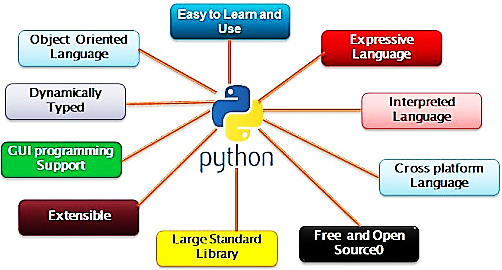 Easy to Learn and
Use
Object Oriented
Language
Expressive
Language
Dynamically
Typed
Interpreted
Language
GUI programming
Support
python
Cross platform
Language
Extensible
Large Standard
Library
Free and Open
Source0